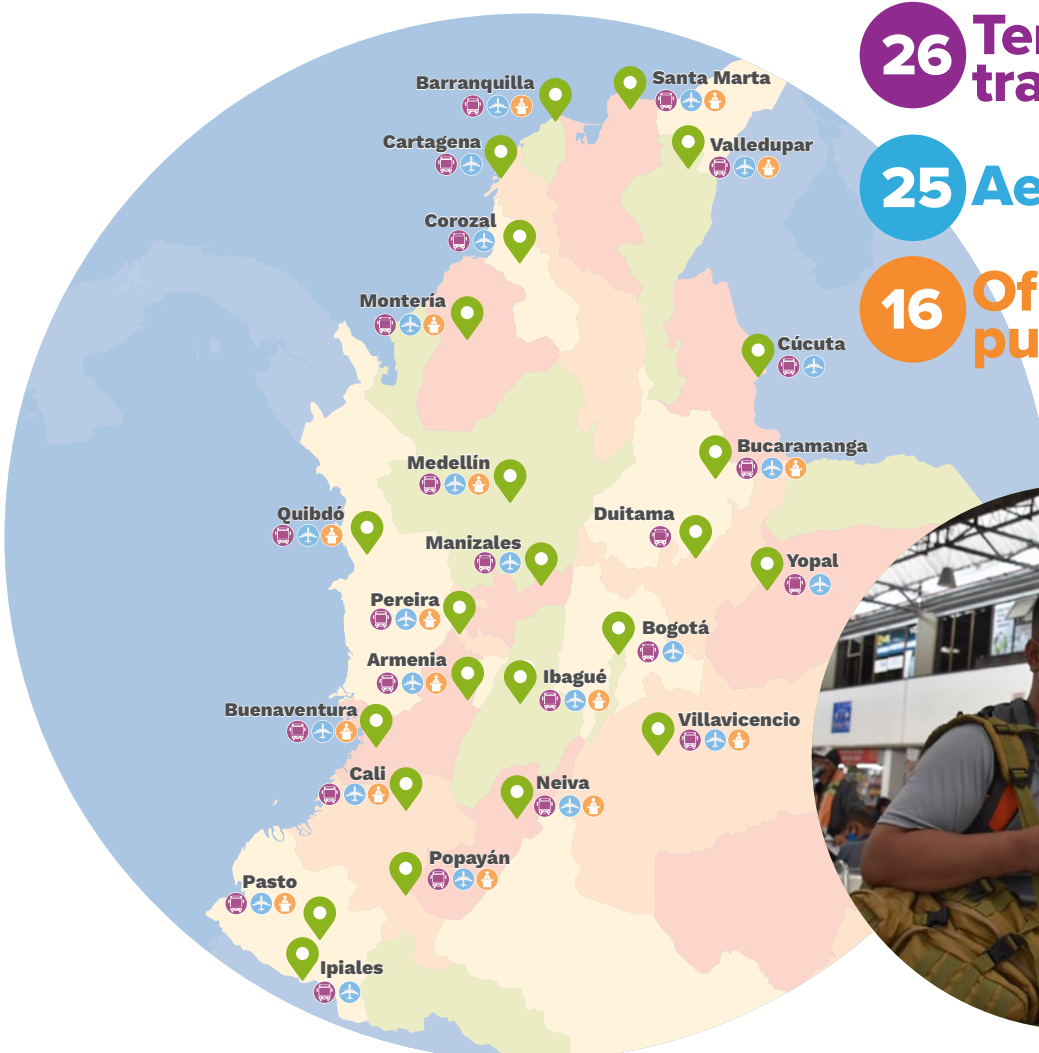 26
25
16
Barranquilla
Santa Marta
Cartagena
Valledupar
Corozal
Montería
Cúcuta
Bucaramanga
Medellín
Quibdó
Duitama
Manizales
Yopal
Pereira
Bogotá
Armenia
Ibagué
Buenaventura
Villavicencio
Cali
Neiva
Popayán
Pasto
Ipiales